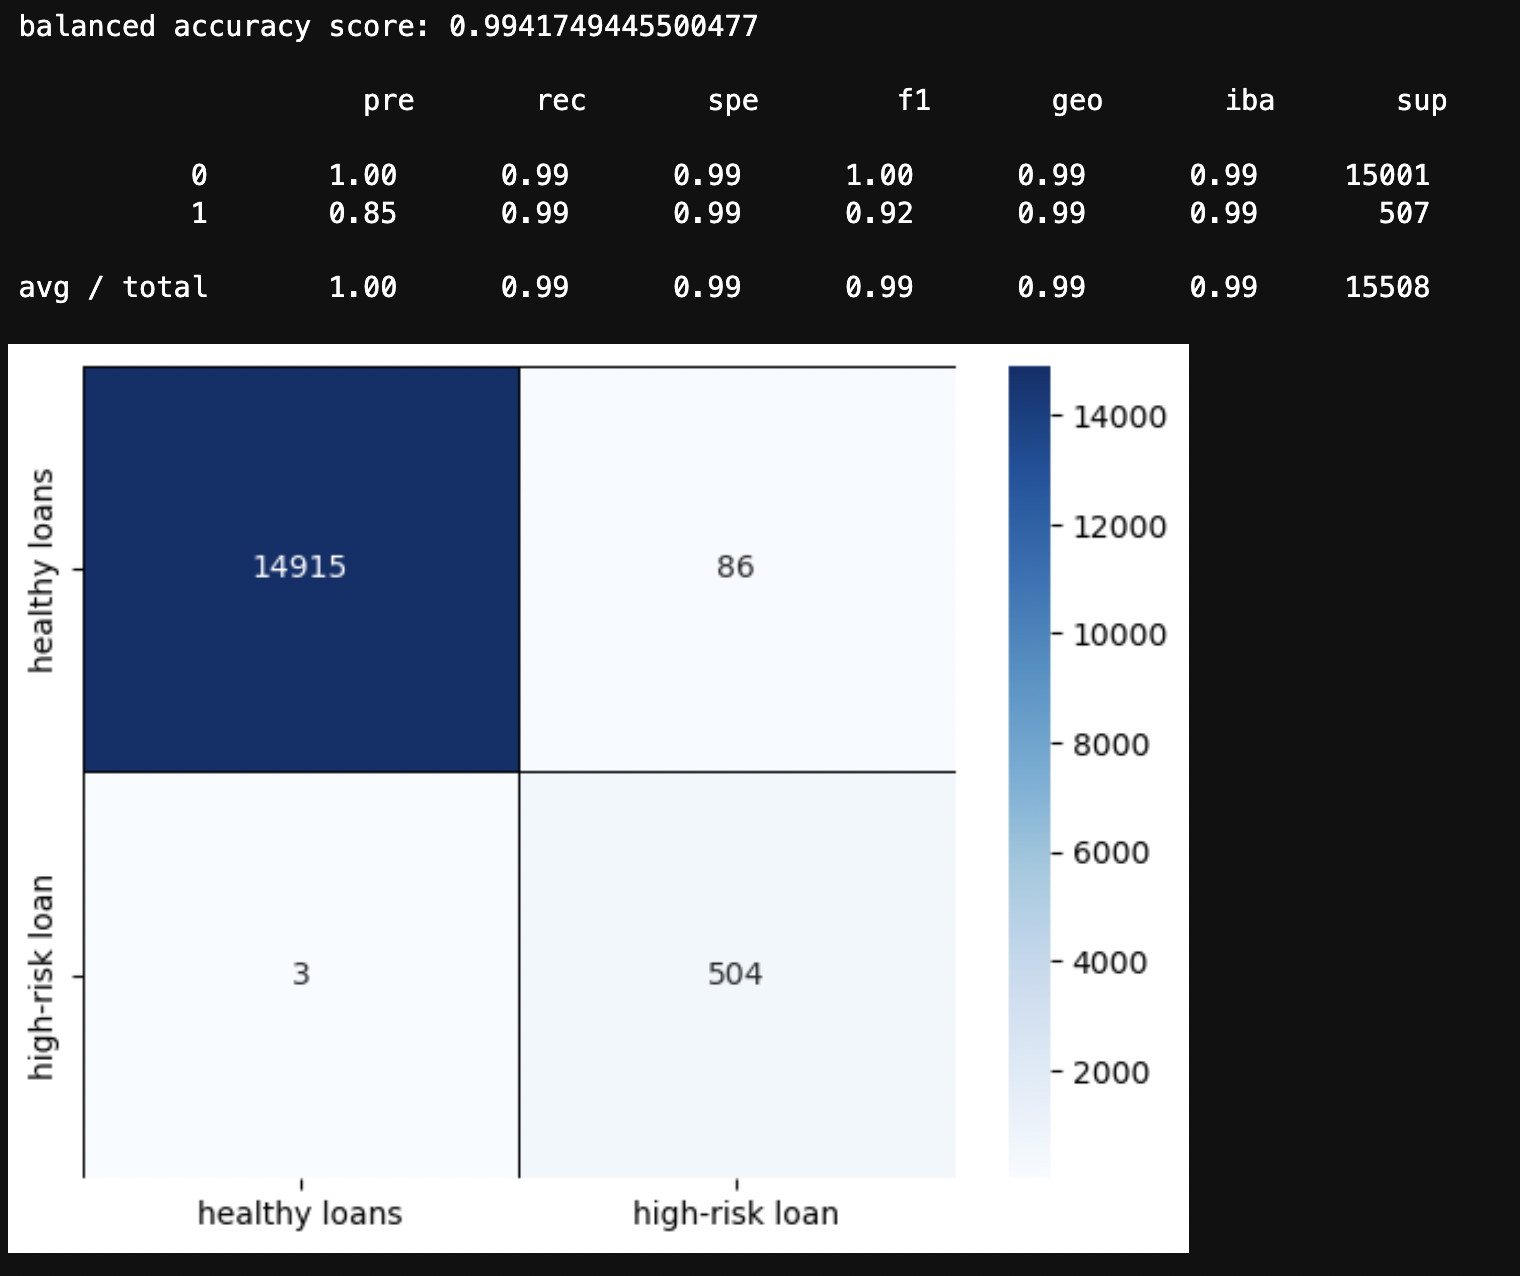 balanced accuracy score: 0.9941749445500477
pre rec spe f1 geo iba sup
0 1.00 0.99 0.99 1.00 0.99 0.99 15001
1 0.85 0.99 0.99 0.92 0.99 0.99 507
avg / total 1.00 0.99 0.99 0.99 0.99 0.99 15508
healthy loans
high-risk loan
14915 86
3 504
healthy loans high-risk loan
14000
12000
10000
8000
6000
4000
2000